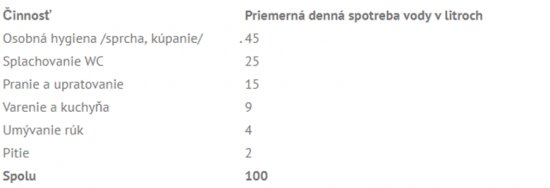 Činnosť Priemerná denná spotreba vody v litroch
Osobná hygiena /sprcha, kúpanie/ . 45
Splachovanie WC 25
Pranie a upratovanie 15
Varenie a kuchyňa 9
Umývanie rúk 4
Pitie 2
Spolu 100